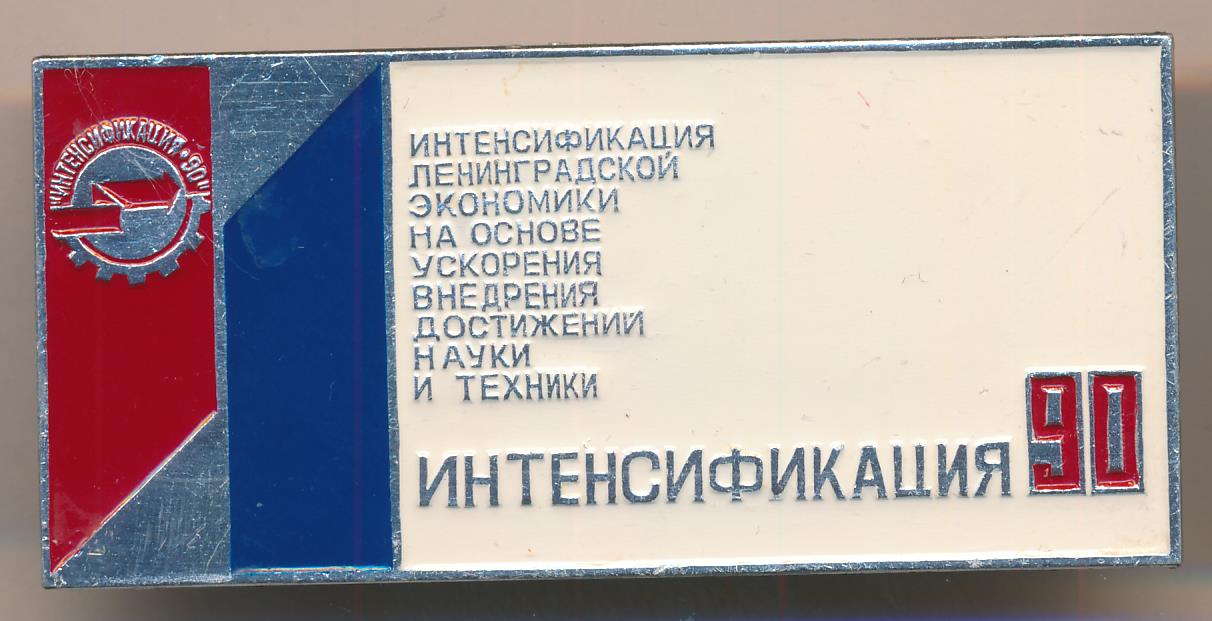 "ИНТЕНСИФИКАЦИЯ·90"
ИНТЕНСИФИКАЦИЯ
ЛЕНИНГРАДСКОЙ
ЭКОНОМИКИ
НА ОСНОВЕ
УСКОРЕНИЯ
ВНЕДРЕНИЯ
ДОСТИЖЕНИЙ
НАУКИ
И ТЕХНИКИ
ИНТЕНСИФИКАЦИЯ 90